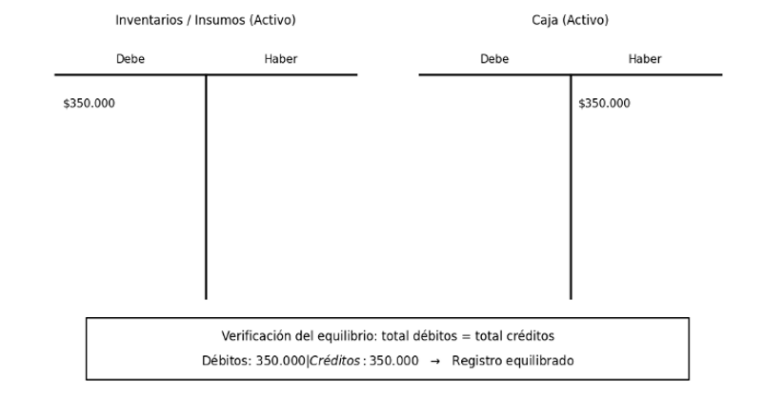 Inventarios / Insumos (Activo)
Debe Haber
$350.000
Caja (Activo)
Debe Haber
$350.000
Verificación del equilibrio: total débitos = total créditos
Débitos: 350.000|Créditos:350.000 → Registro equilibrado